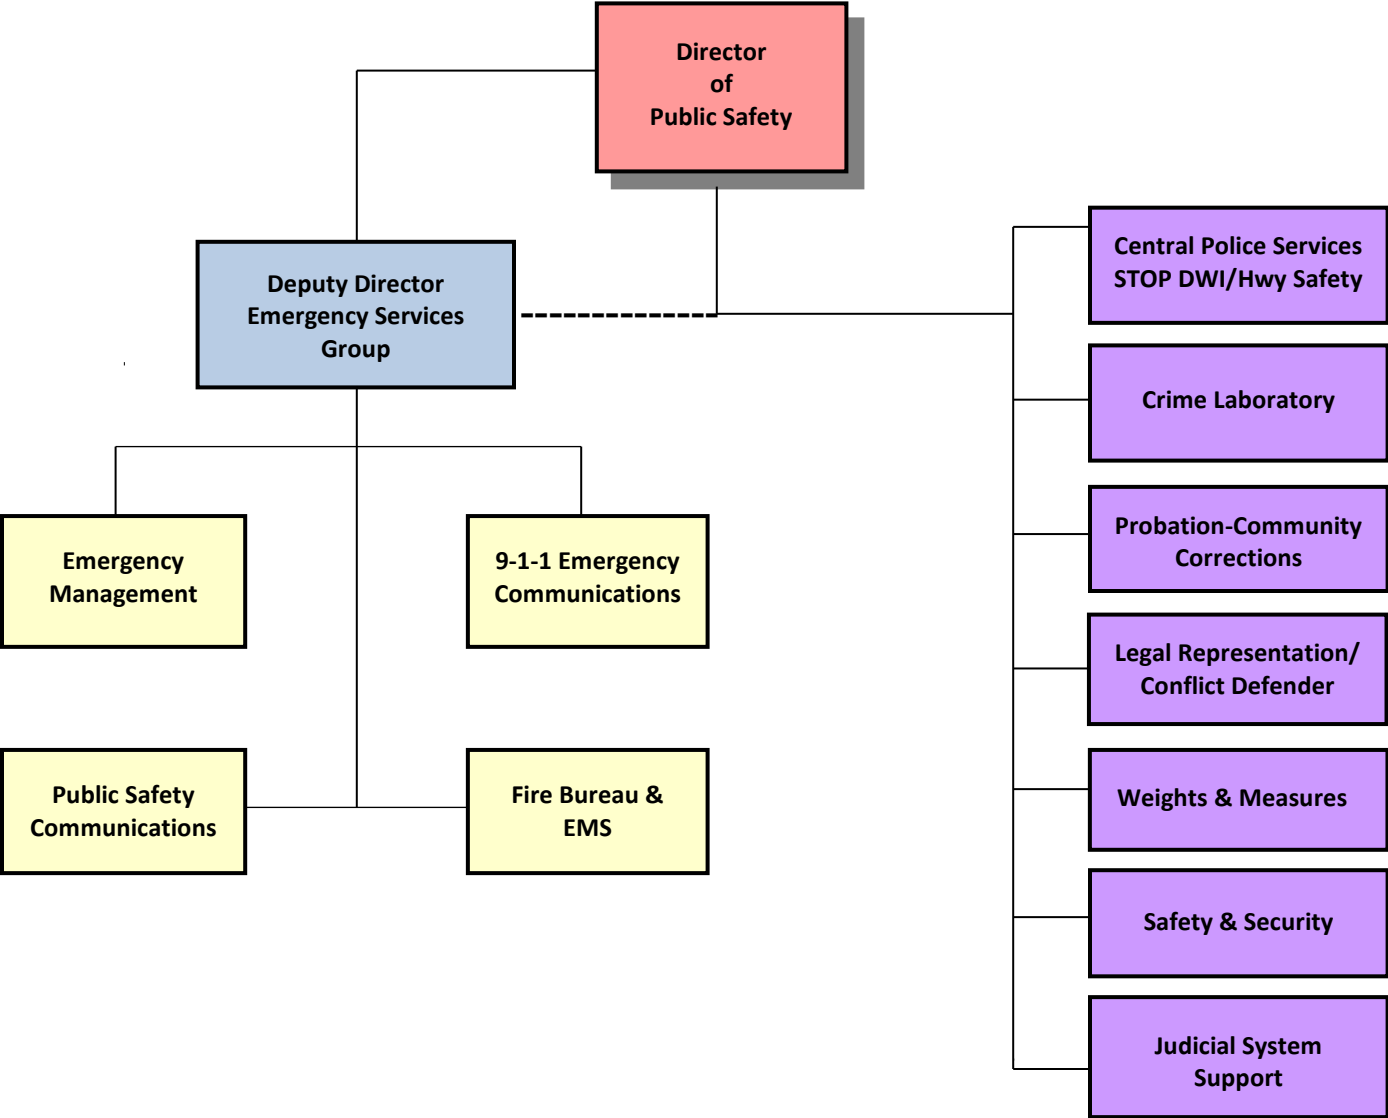 Director
of
Public Safety
Deputy Director
Emergency Services
Group
Central Police Services
STOP DWI/Hwy Safety
Crime Laboratory
Probation-Community
Corrections
Legal Representation/
Conflict Defender
Weights & Measures
Safety & Security
Judicial System
Support
Emergency
Management
9-1-1 Emergency
Communications
Public Safety
Communications
Fire Bureau &
EMS